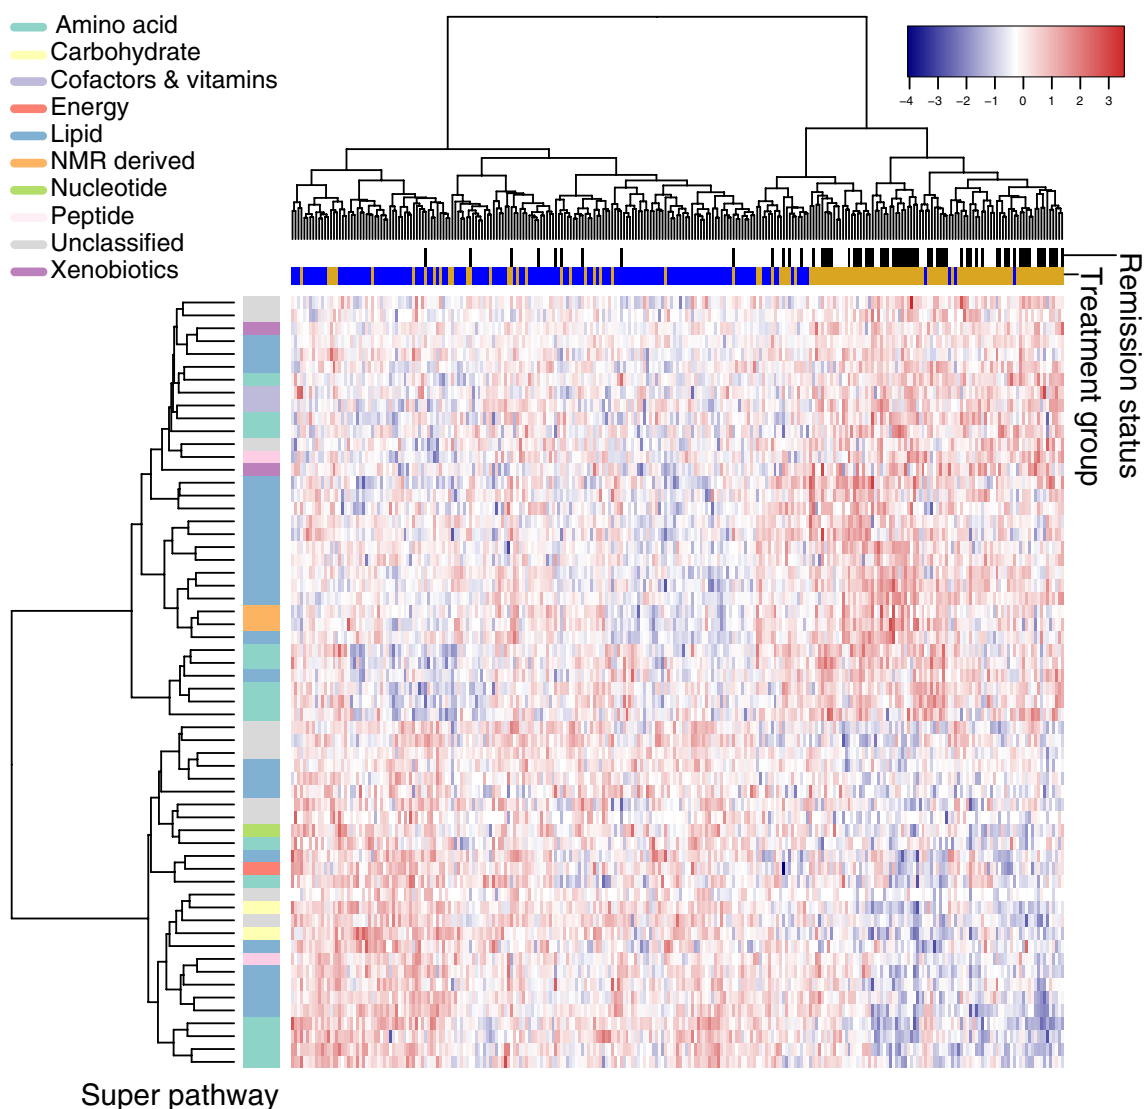 Amino acid
Carbohydrate
Cofactors & vitamins
Energy
Lipid
NMR derived
Nucleotide
Peptide
Unclassified
Xenobiotics
−4 −3 −2 −1 0 1 2 3
Remission status
Treatment group
Super pathway